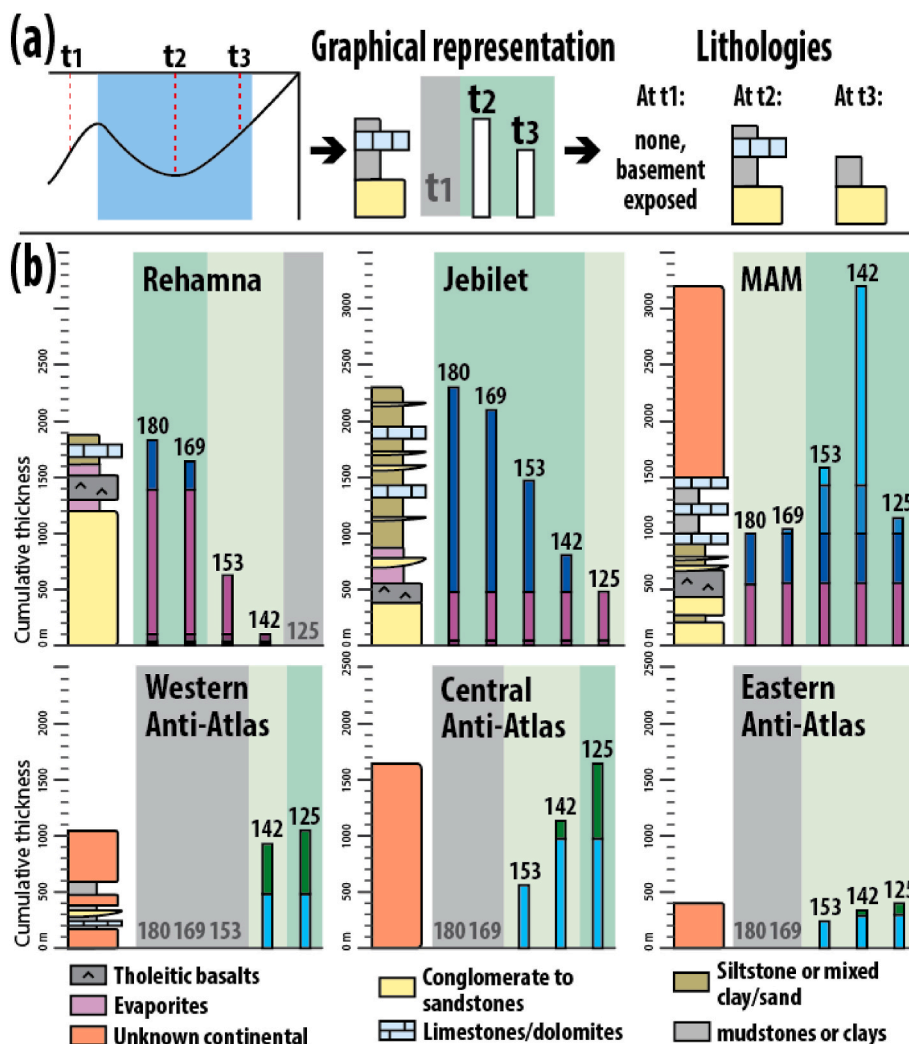 (a)
t1 t2 t3
Graphical representation
t1 t2 t3
Lithologies
At t1: At t2: At t3:
none,
basement
exposed
(b)
Rehamna
Cumulative thickness
0 m 500 1000 1500 2000 2500 3000
180 169 153 142 125
Jebilet
0 m 500 1000 1500 2000 2500 3000
180 169 153 142 125
MAM
0 m 500 1000 1500 2000 2500 3000
180 169 153 142 125
Western
Anti-Atlas
Cumulative thickness
0 m 500 1000 1500 2000 2500
180 169 153 142 125
Central
Anti-Atlas
0 m 500 1000 1500 2000 2500
180 169 153 142 125
Eastern
Anti-Atlas
0 m 500 1000 1500 2000 2500
180 169 153 142 125
Tholeitic basalts
Evaporites
Unknown continental
Conglomerate to
sandstones
Limestones/dolomites
Siltstone or mixed
clay/sand
mudstones or clays